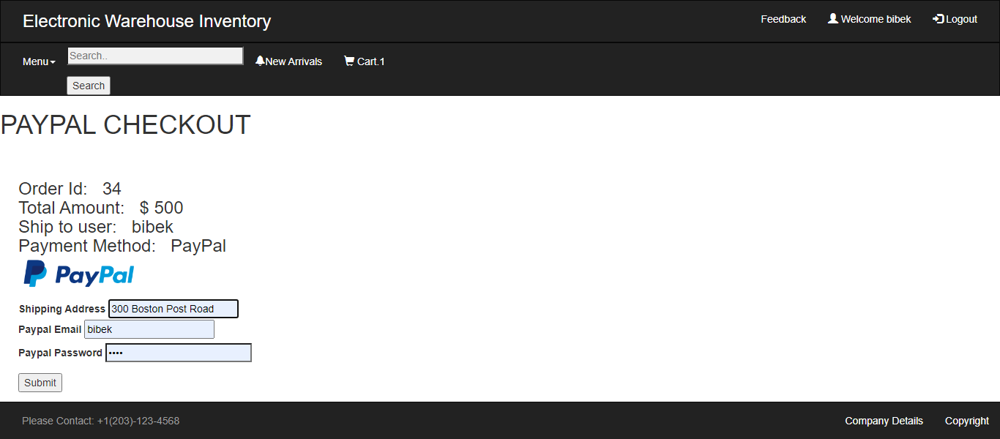 Electronic Warehouse Inventory
Feedback
Welcome bibek
Logout
Menu
Search..
New Arrivals
Cart.1
Search
PAYPAL CHECKOUT
Order Id: 34
Total Amount: $ 500
Ship to user: bibek
Payment Method: PayPal
PayPal
Shipping Address 300 Boston Post Road
Paypal Email bibek
Paypal Password ••••
Submit
Please Contact: +1(203)-123-4568
Company Details
Copyright